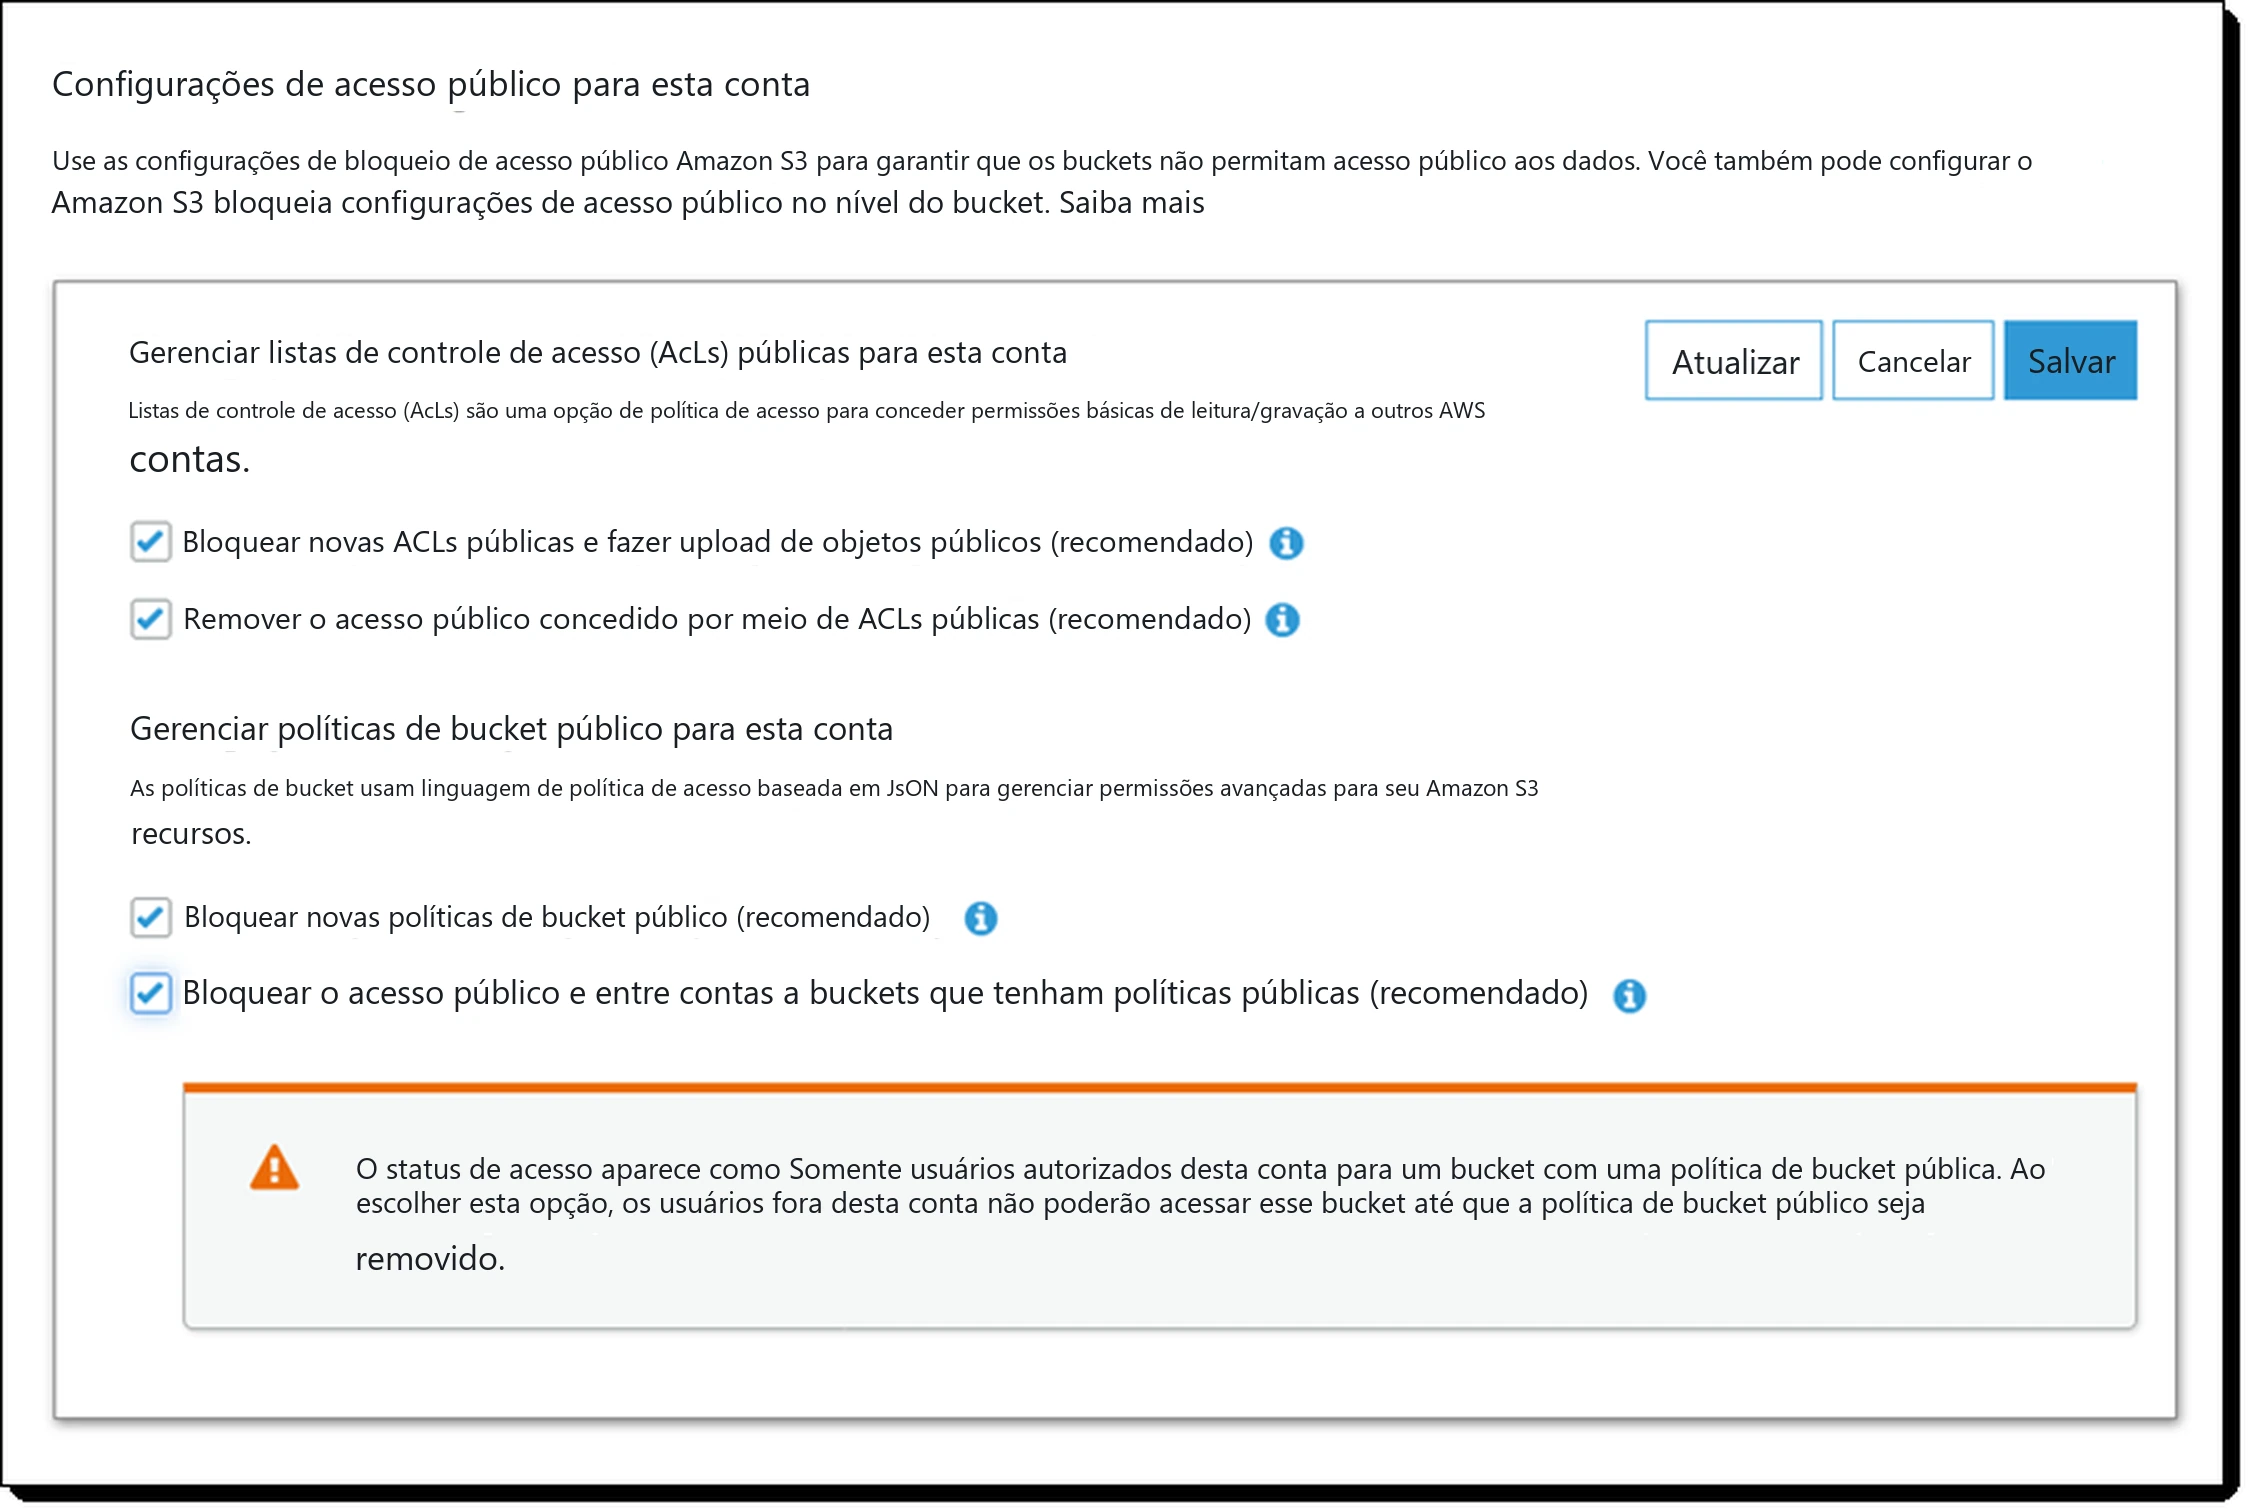 Configurações de acesso público para esta conta
Use as configurações de bloqueio de acesso público Amazon S3 para garantir que os buckets não permitam acesso público aos dados. Você também pode configurar o
Amazon S3 bloqueia configurações de acesso público no nível do bucket. Saiba mais
Gerenciar listas de controle de acesso (AcLs) públicas para esta conta
Atualizar
Cancelar
Salvar
Listas de controle de acesso (AcLs) são uma opção de política de acesso para conceder permissões básicas de leitura/gravação a outros AWS
contas.
Bloquear novas ACLs públicas e fazer upload de objetos públicos (recomendado)
Remover o acesso público concedido por meio de ACLs públicas (recomendado)
Gerenciar políticas de bucket público para esta conta
As políticas de bucket usam linguagem de política de acesso baseada em JsON para gerenciar permissões avançadas para seu Amazon S3
recursos.
Bloquear novas políticas de bucket público (recomendado)
Bloquear o acesso público e entre contas a buckets que tenham políticas públicas (recomendado)
O status de acesso aparece como Somente usuários autorizados desta conta para um bucket com uma política de bucket pública. Ao
escolher esta opção, os usuários fora desta conta não poderão acessar esse bucket até que a política de bucket público seja
removido.